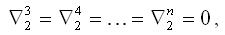 ∇₂³ = ∇₂⁴ = … = ∇₂ⁿ = 0 ,